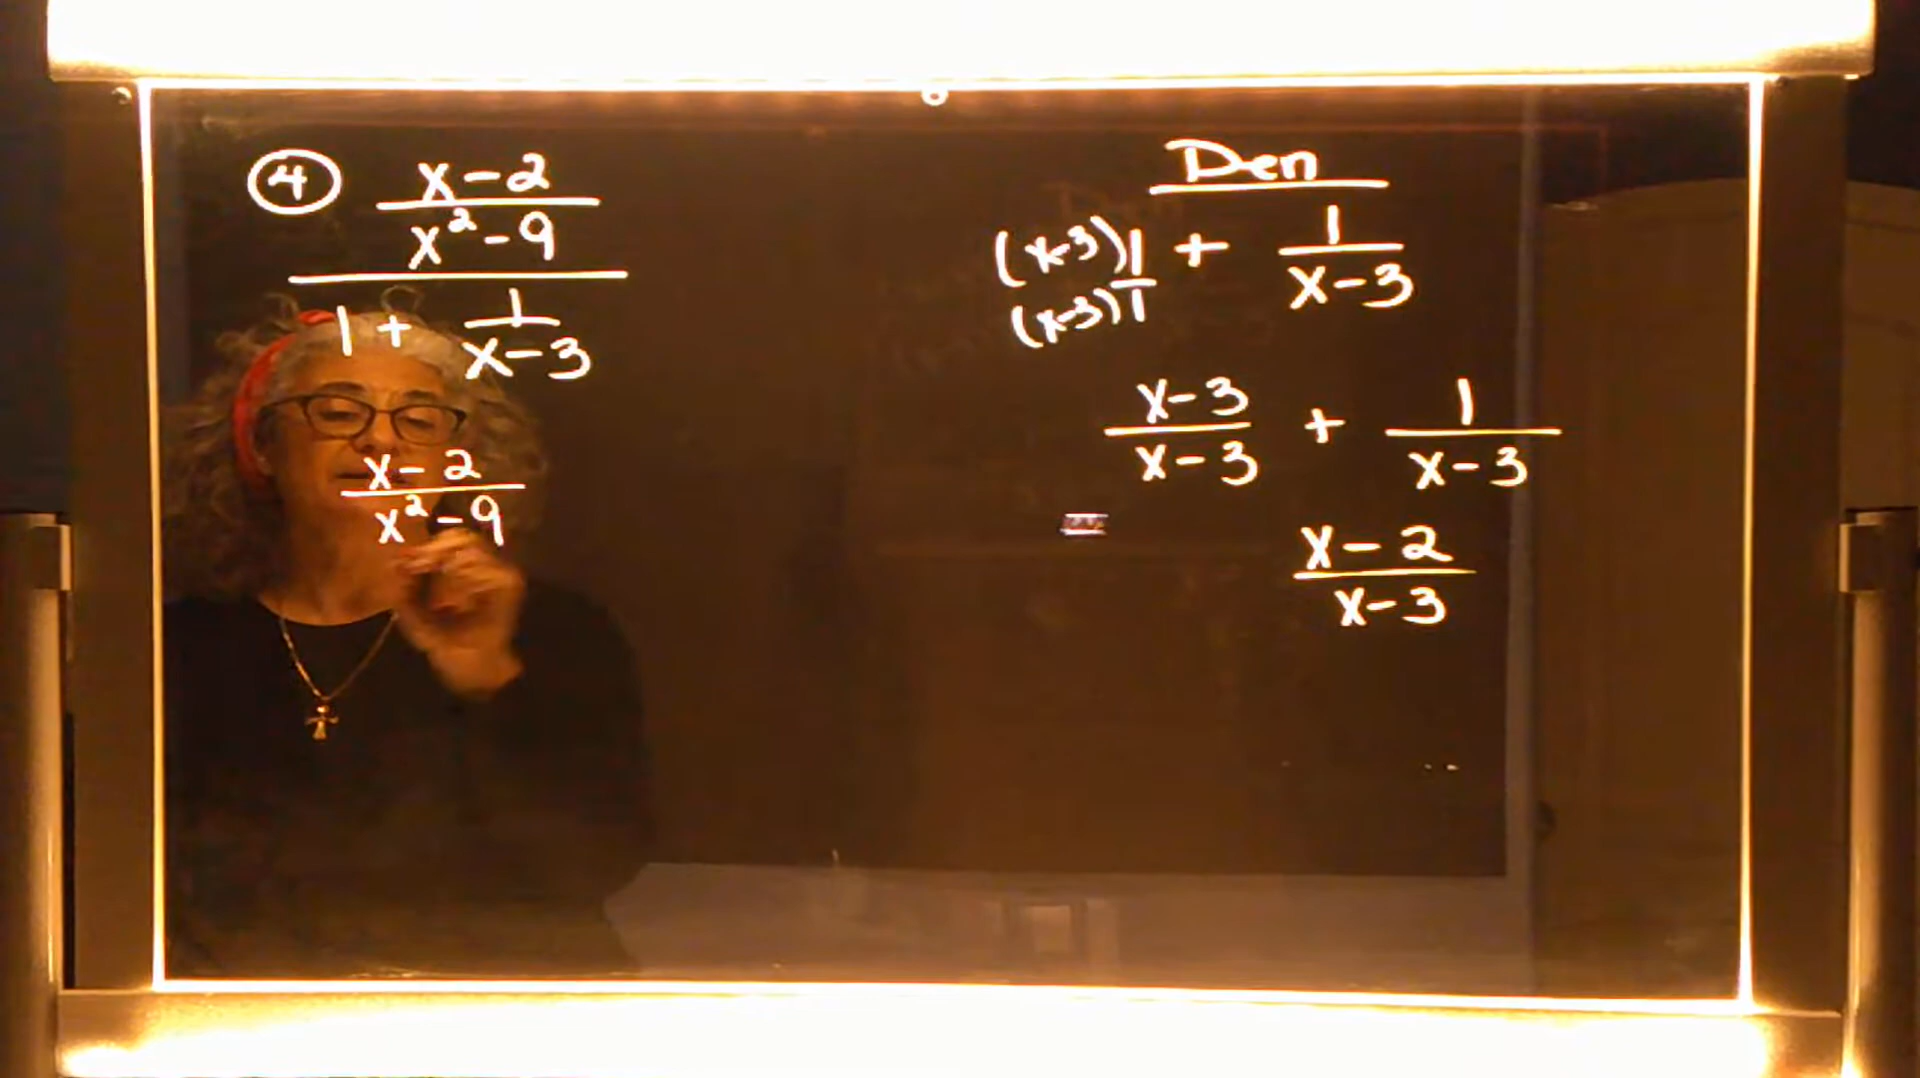 ④ x-2
x²-9
1 + 1
x-3
x-2
x²-9
Den
(x-3) 1 + 1
(x-3) 1 x-3
x-3 + 1
x-3 x-3
x-2
x-3